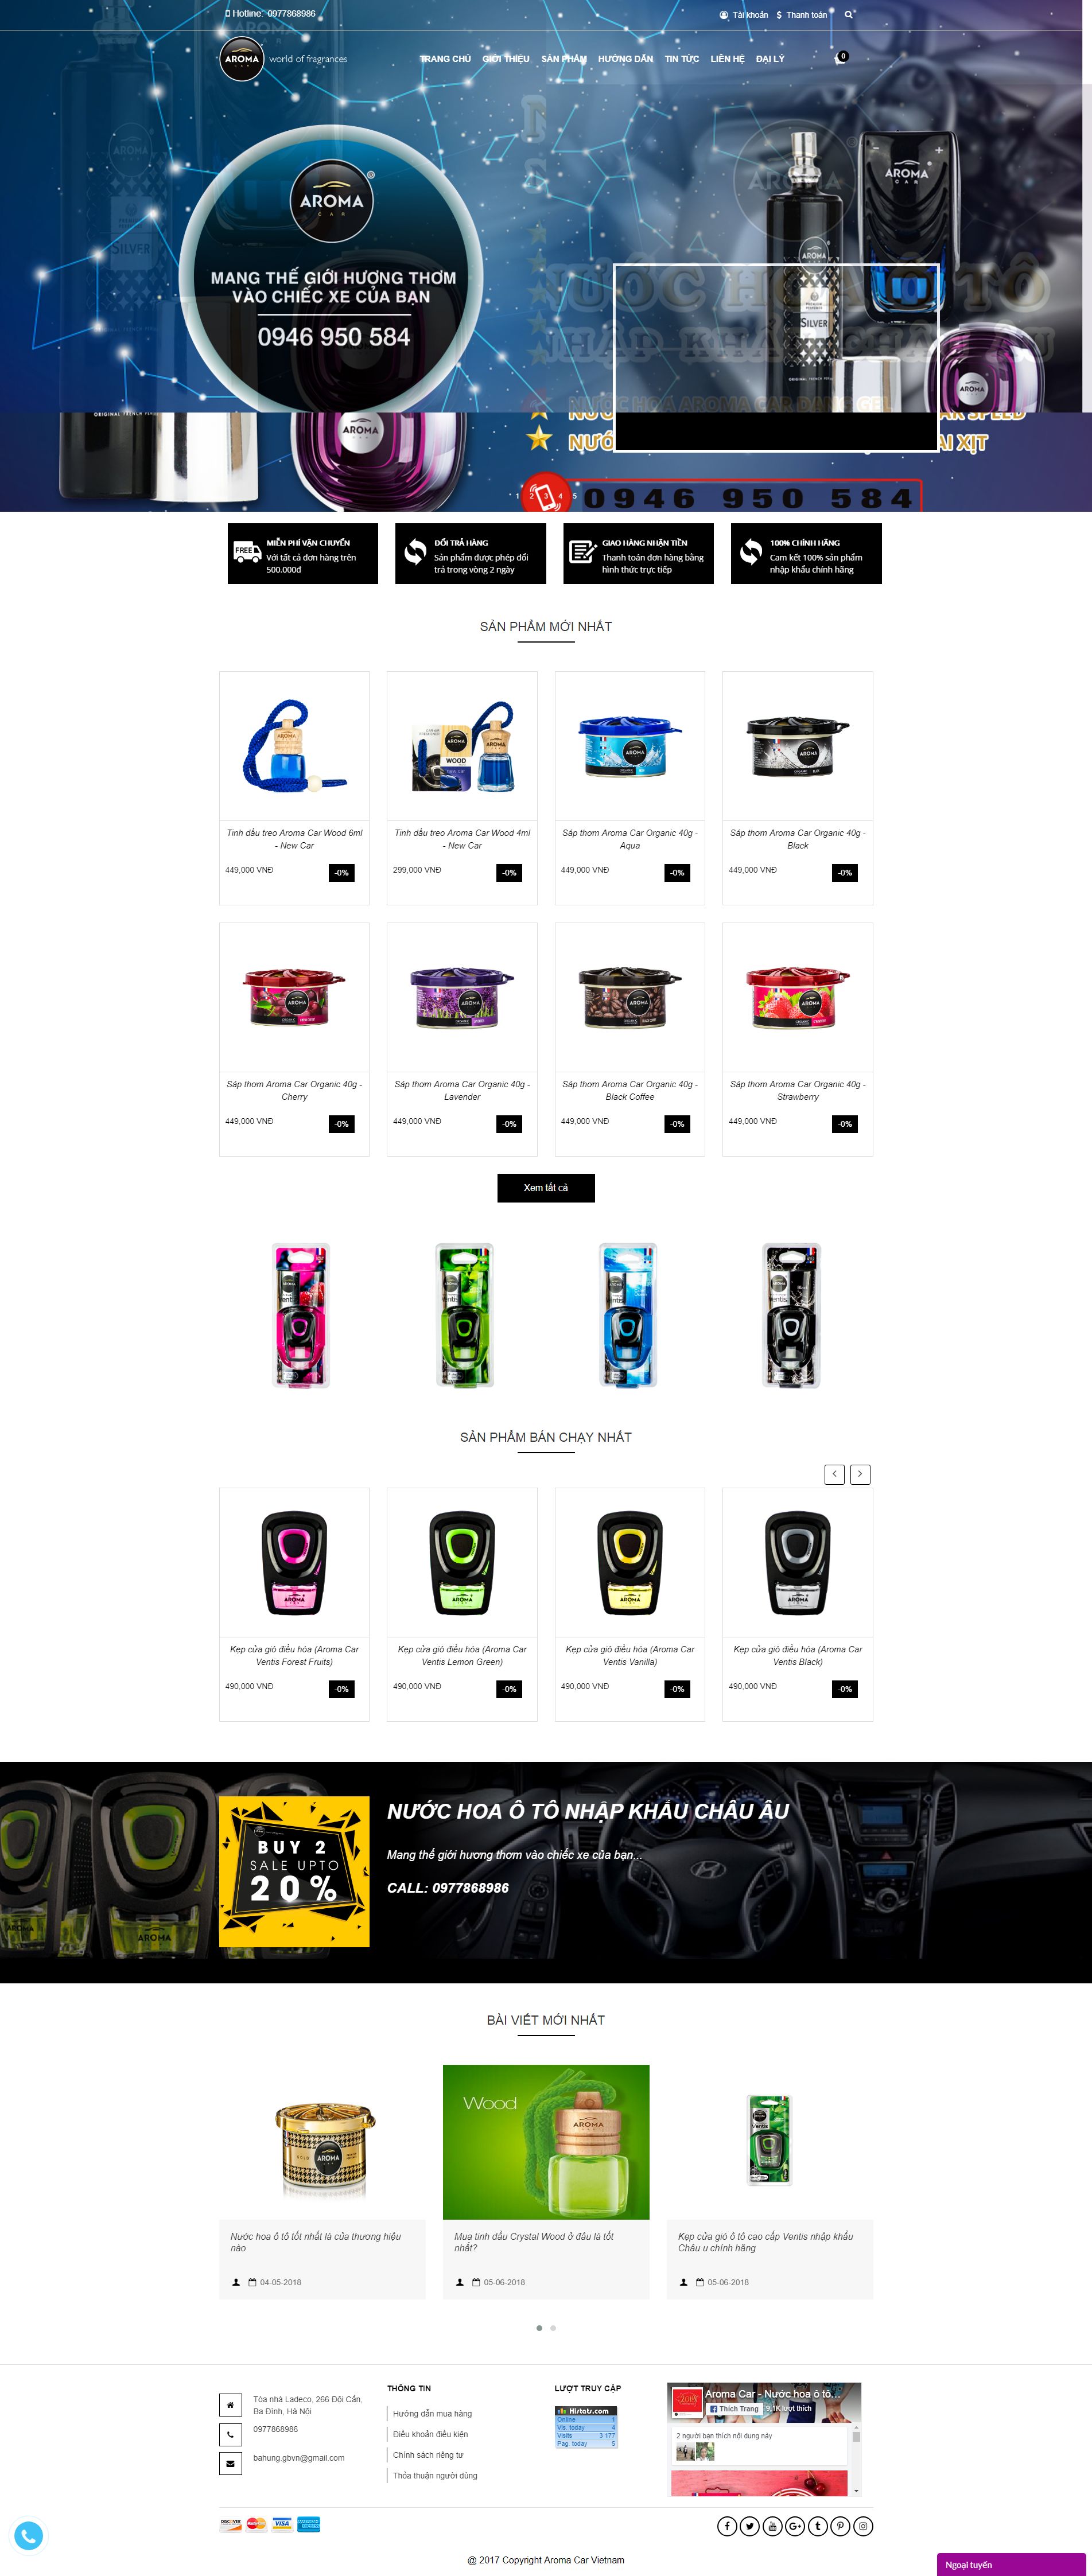 Hotline: 0977868986
Tài khoản
Thanh toán
AROMA CAR
world of fragrances
TRANG CHỦ
GIỚI THIỆU
SẢN PHẨM
HƯỚNG DẪN
TIN TỨC
LIÊN HỆ
ĐẠI LÝ
0
AROMA
CAR
MANG THẾ GIỚI HƯƠNG THƠM
VÀO CHIẾC XE CỦA BẠN
0946 950 584
AROMA
CAR
SILVER
AROMA
0946 950 584
1 2 3 4 5
FREE
MIỄN PHÍ VẬN CHUYỂN
Với tất cả đơn hàng trên
500.000đ
ĐỔI TRẢ HÀNG
Sản phẩm được phép đổi
trả trong vòng 2 ngày
GIAO HÀNG NHẬN TIỀN
Thanh toán đơn hàng bằng
hình thức trực tiếp
100% CHÍNH HÃNG
Cam kết 100% sản phẩm
nhập khẩu chính hãng
SẢN PHẨM MỚI NHẤT
Tinh dầu treo Aroma Car Wood 6ml
- New Car
449,000 VNĐ
-0%
Tinh dầu treo Aroma Car Wood 4ml
- New Car
299,000 VNĐ
-0%
Sáp thơm Aroma Car Organic 40g -
Aqua
449,000 VNĐ
-0%
Sáp thơm Aroma Car Organic 40g -
Black
449,000 VNĐ
-0%
Sáp thơm Aroma Car Organic 40g -
Cherry
449,000 VNĐ
-0%
Sáp thơm Aroma Car Organic 40g -
Lavender
449,000 VNĐ
-0%
Sáp thơm Aroma Car Organic 40g -
Black Coffee
449,000 VNĐ
-0%
Sáp thơm Aroma Car Organic 40g -
Strawberry
449,000 VNĐ
-0%
Xem tất cả
SẢN PHẨM BÁN CHẠY NHẤT
Kẹp cửa gió điều hòa (Aroma Car
Ventis Forest Fruits)
490,000 VNĐ
-0%
Kẹp cửa gió điều hòa (Aroma Car
Ventis Lemon Green)
490,000 VNĐ
-0%
Kẹp cửa gió điều hòa (Aroma Car
Ventis Vanilla)
490,000 VNĐ
-0%
Kẹp cửa gió điều hòa (Aroma Car
Ventis Black)
490,000 VNĐ
-0%
BUY 2
SALE UPTO
20%
NƯỚC HOA Ô TÔ NHẬP KHẨU CHÂU ÂU
Mang thế giới hương thơm vào chiếc xe của bạn...
CALL: 0977868986
BÀI VIẾT MỚI NHẤT
AROMA
Wood
AROMA
Nước hoa ô tô tốt nhất là của thương hiệu
nào
04-05-2018
Mua tinh dầu Crystal Wood ở đâu là tốt
nhất?
05-06-2018
Kẹp cửa gió ô tô cao cấp Ventis nhập khẩu
Châu u chính hãng
05-06-2018
Tòa nhà Ladeco, 266 Đội Cấn,
Ba Đình, Hà Nội
0977868986
bahung.gbvn@gmail.com
THÔNG TIN
Hướng dẫn mua hàng
Điều khoản điều kiện
Chính sách riêng tư
Thỏa thuận người dùng
LƯỢT TRUY CẬP
Histats.com
Online 1
Vis. today 4
Visits 3 177
Pag. today 5
Aroma Car - Nước hoa ô tô...
Thích Trang
9,1K lượt thích
2 người bạn thích nội dung này
DISCOVER
MasterCard
VISA
@ 2017 Copyright Aroma Car Vietnam
Ngoại tuyến